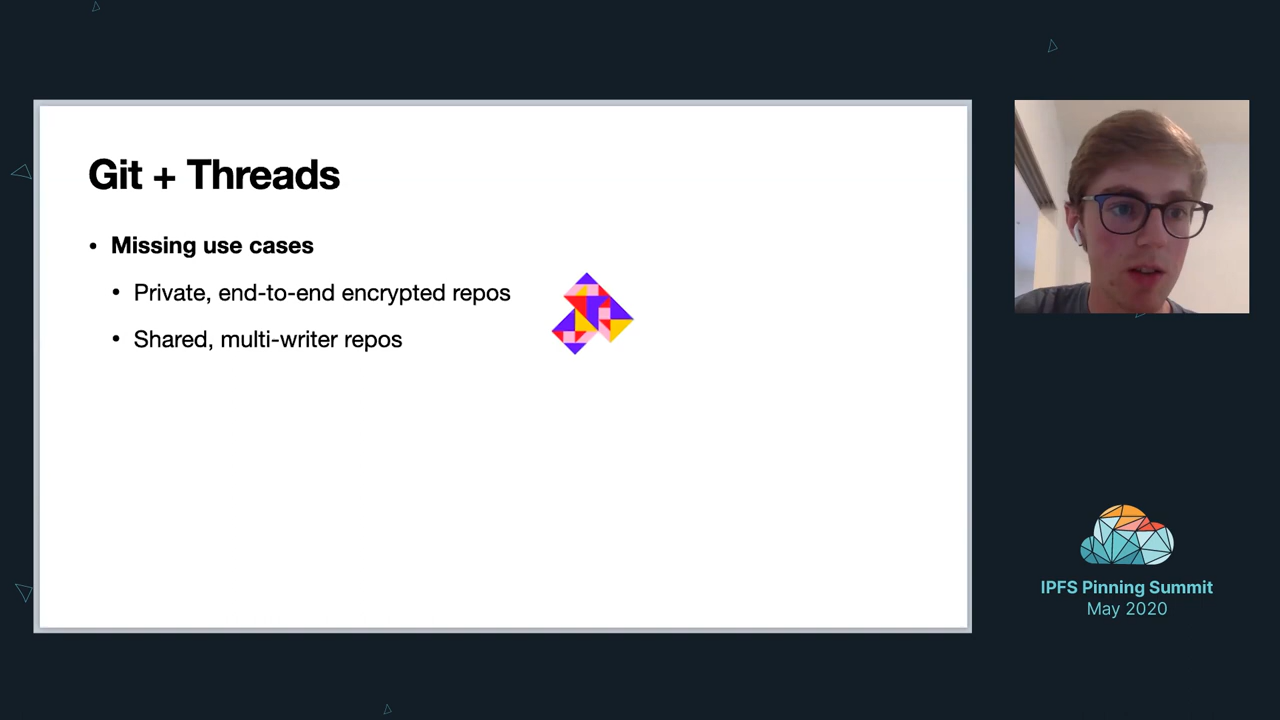 Git + Threads
• Missing use cases
• Private, end-to-end encrypted repos
• Shared, multi-writer repos
IPFS Pinning Summit
May 2020